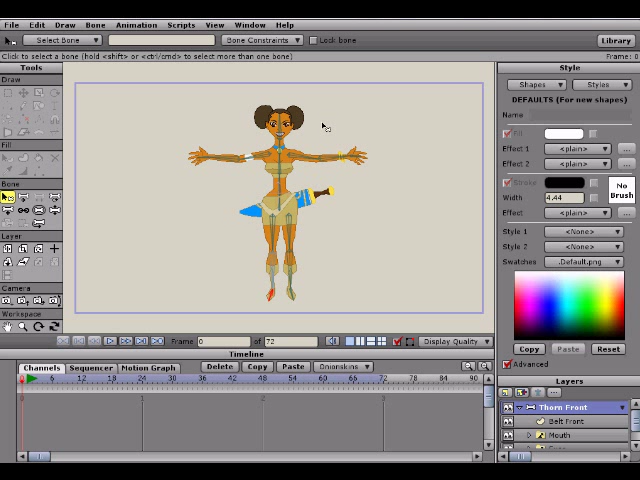 File Edit Draw Bone Animation Scripts View Window Help
Select Bone Bone Constraints Lock bone Library
Click to select a bone (hold <shift> or <ctrl/cmd> to select more than one bone) Frame: 0
Tools Style
Draw
Shapes Styles
DEFAULTS (For new shapes)
Name
Fill
Fill
Effect 1 <plain> ...
Effect 2 <plain> ...
Bone
Stroke No Brush
Width 4.44
Effect <plain> ...
Layer
Style 1 <None>
Style 2 <None>
Swatches .Default.png
Camera
Workspace
Frame 0 of 72 Display Quality
Copy Paste Reset
Timeline
Advanced
Channels Sequencer Motion Graph Delete Copy Paste Onionskins
6 12 18 24 30 36 42 48 54 60 66 72 78 84 90
0 1 2 3
Layers
Thorn Front
Belt Front
Mouth